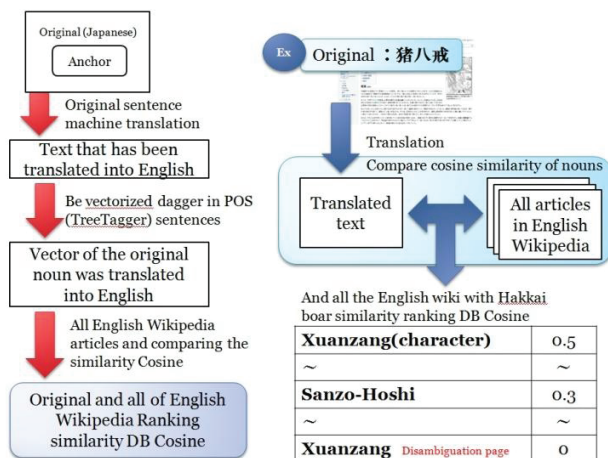 Original (Japanese)
Anchor
Original sentence
machine translation
Text that has been
translated into English
Be vectorized dagger in POS
(TreeTagger) sentences
Vector of the original
noun was translated
into English
All English Wikipedia
articles and comparing the
similarity Cosine
Original and all of English
Wikipedia Ranking
similarity DB Cosine
Ex
Original ：猪八戒
Translation
Compare cosine similarity of nouns
Translated
text
All articles
in English
Wikipedia
And all the English wiki with Hakkai
boar similarity ranking DB Cosine
Xuanzang(character) 0.5
~ ~
Sanzo-Hoshi 0.3
~ ~
Xuanzang Disambiguation page 0